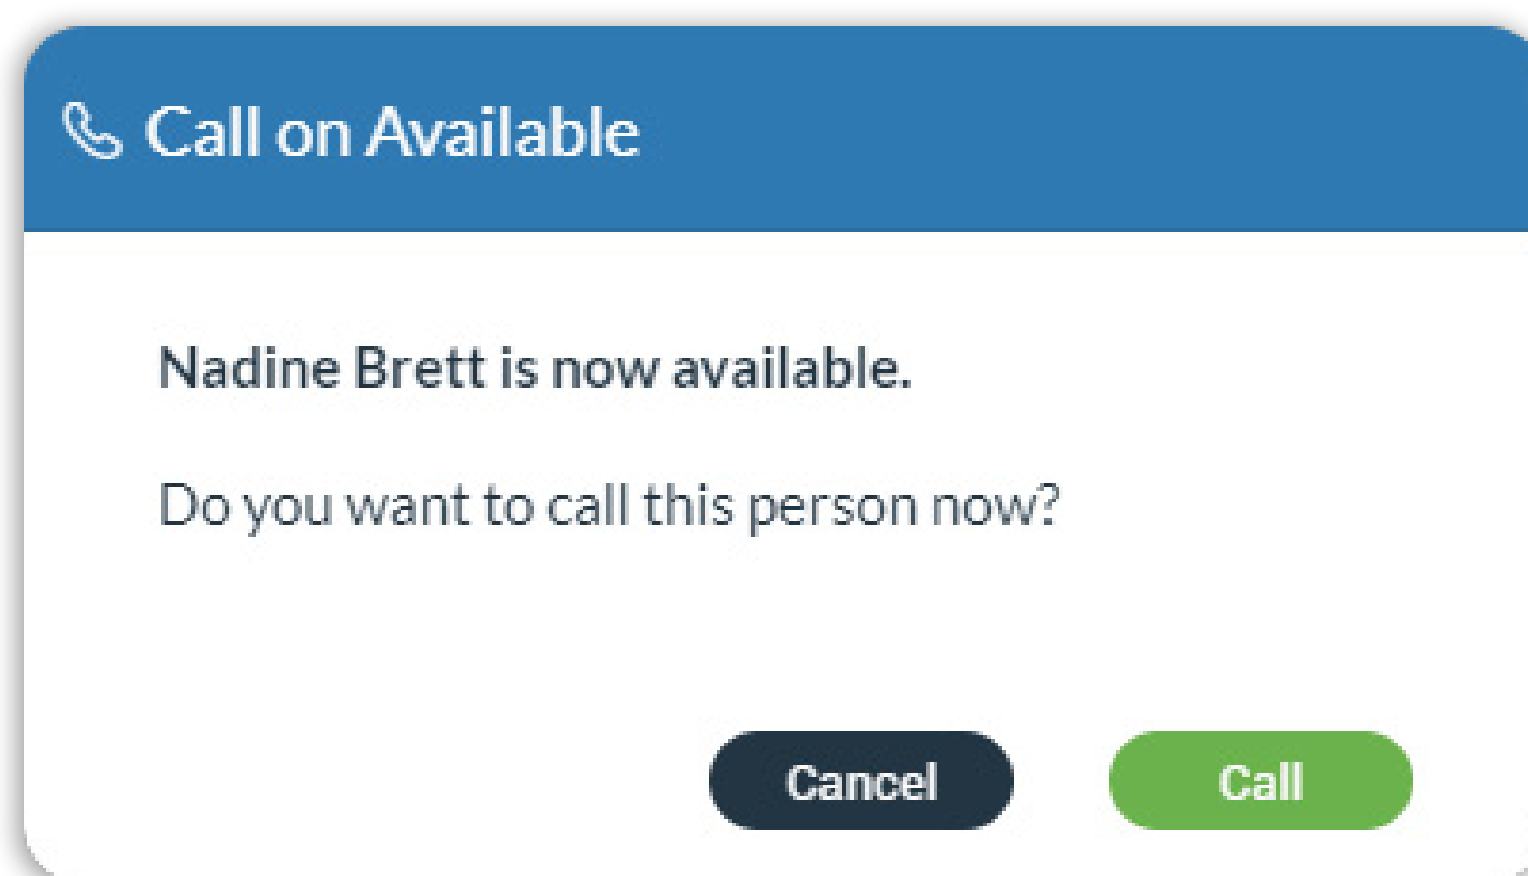 Call on Available
Nadine Brett is now available.
Do you want to call this person now?
Cancel Call